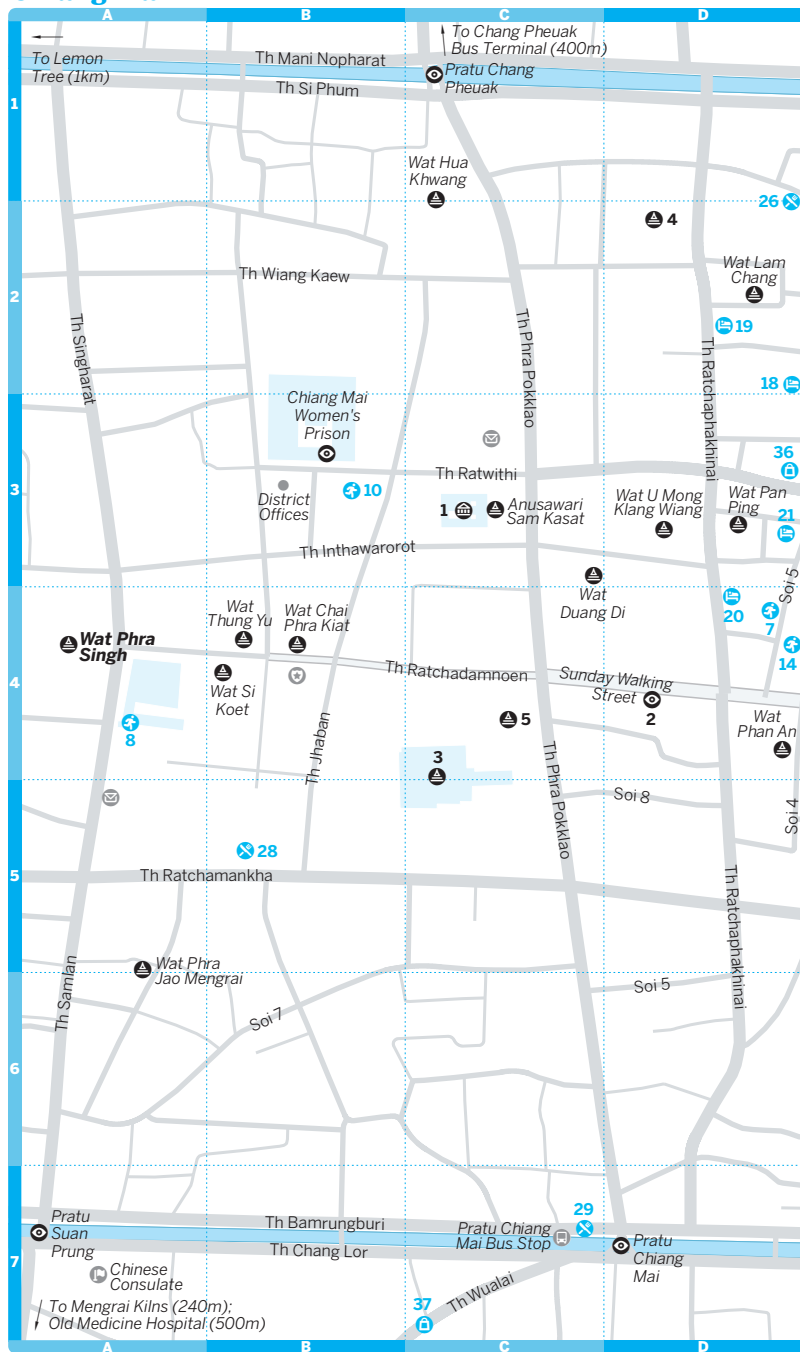 A
B
C
D
To Lemon
Tree (1km)
Th Mani Nopharat
To Chang Pheuak
Bus Terminal (400m)
Pratu Chang
Pheuak
Th Si Phum
1
Wat Hua
Khwang
26
4
Wat Lam
Chang
2
Th Wiang Kaew
19
Th Singharat
Th Phra Pokklao
Th Ratchaphakhinai
18
Chiang Mai
Women's
Prison
36
3
Th Ratwithi
District
Offices
10
1
Anusawari
Sam Kasat
Wat U Mong
Klang Wiang
Wat Pan
Ping
21
Th Inthawarorot
Soi 5
Wat
Duang Di
20
7
14
Wat
Thung Yu
Wat Chai
Phra Kiat
Wat Phra
Singh
4
Th Ratchadamnoen
Sunday Walking
Street
2
Wat Si
Koet
8
5
Wat
Phan An
Th Jhaban
3
Th Phra Pokklao
Soi 8
Soi 4
28
5
Th Ratchamankha
Th Ratchaphakhinai
Wat Phra
Jao Mengrai
Th Samlan
Soi 7
Soi 5
6
29
Pratu
Suan
Prung
Th Bamrungburi
Pratu Chiang
Mai Bus Stop
Th Chang Lor
Pratu
Chiang
Mai
7
Chinese
Consulate
Th Wualai
37
To Mengrai Kilns (240m);
Old Medicine Hospital (500m)
A
B
C
D